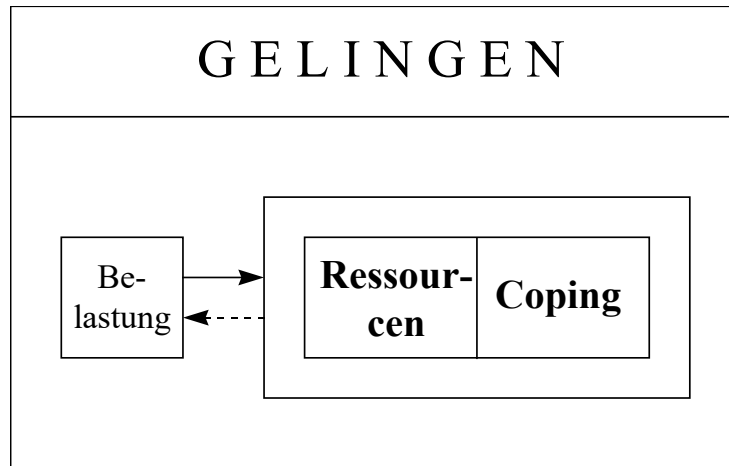 G E L I N G E N
Be-
lastung
Ressour-
cen
Coping